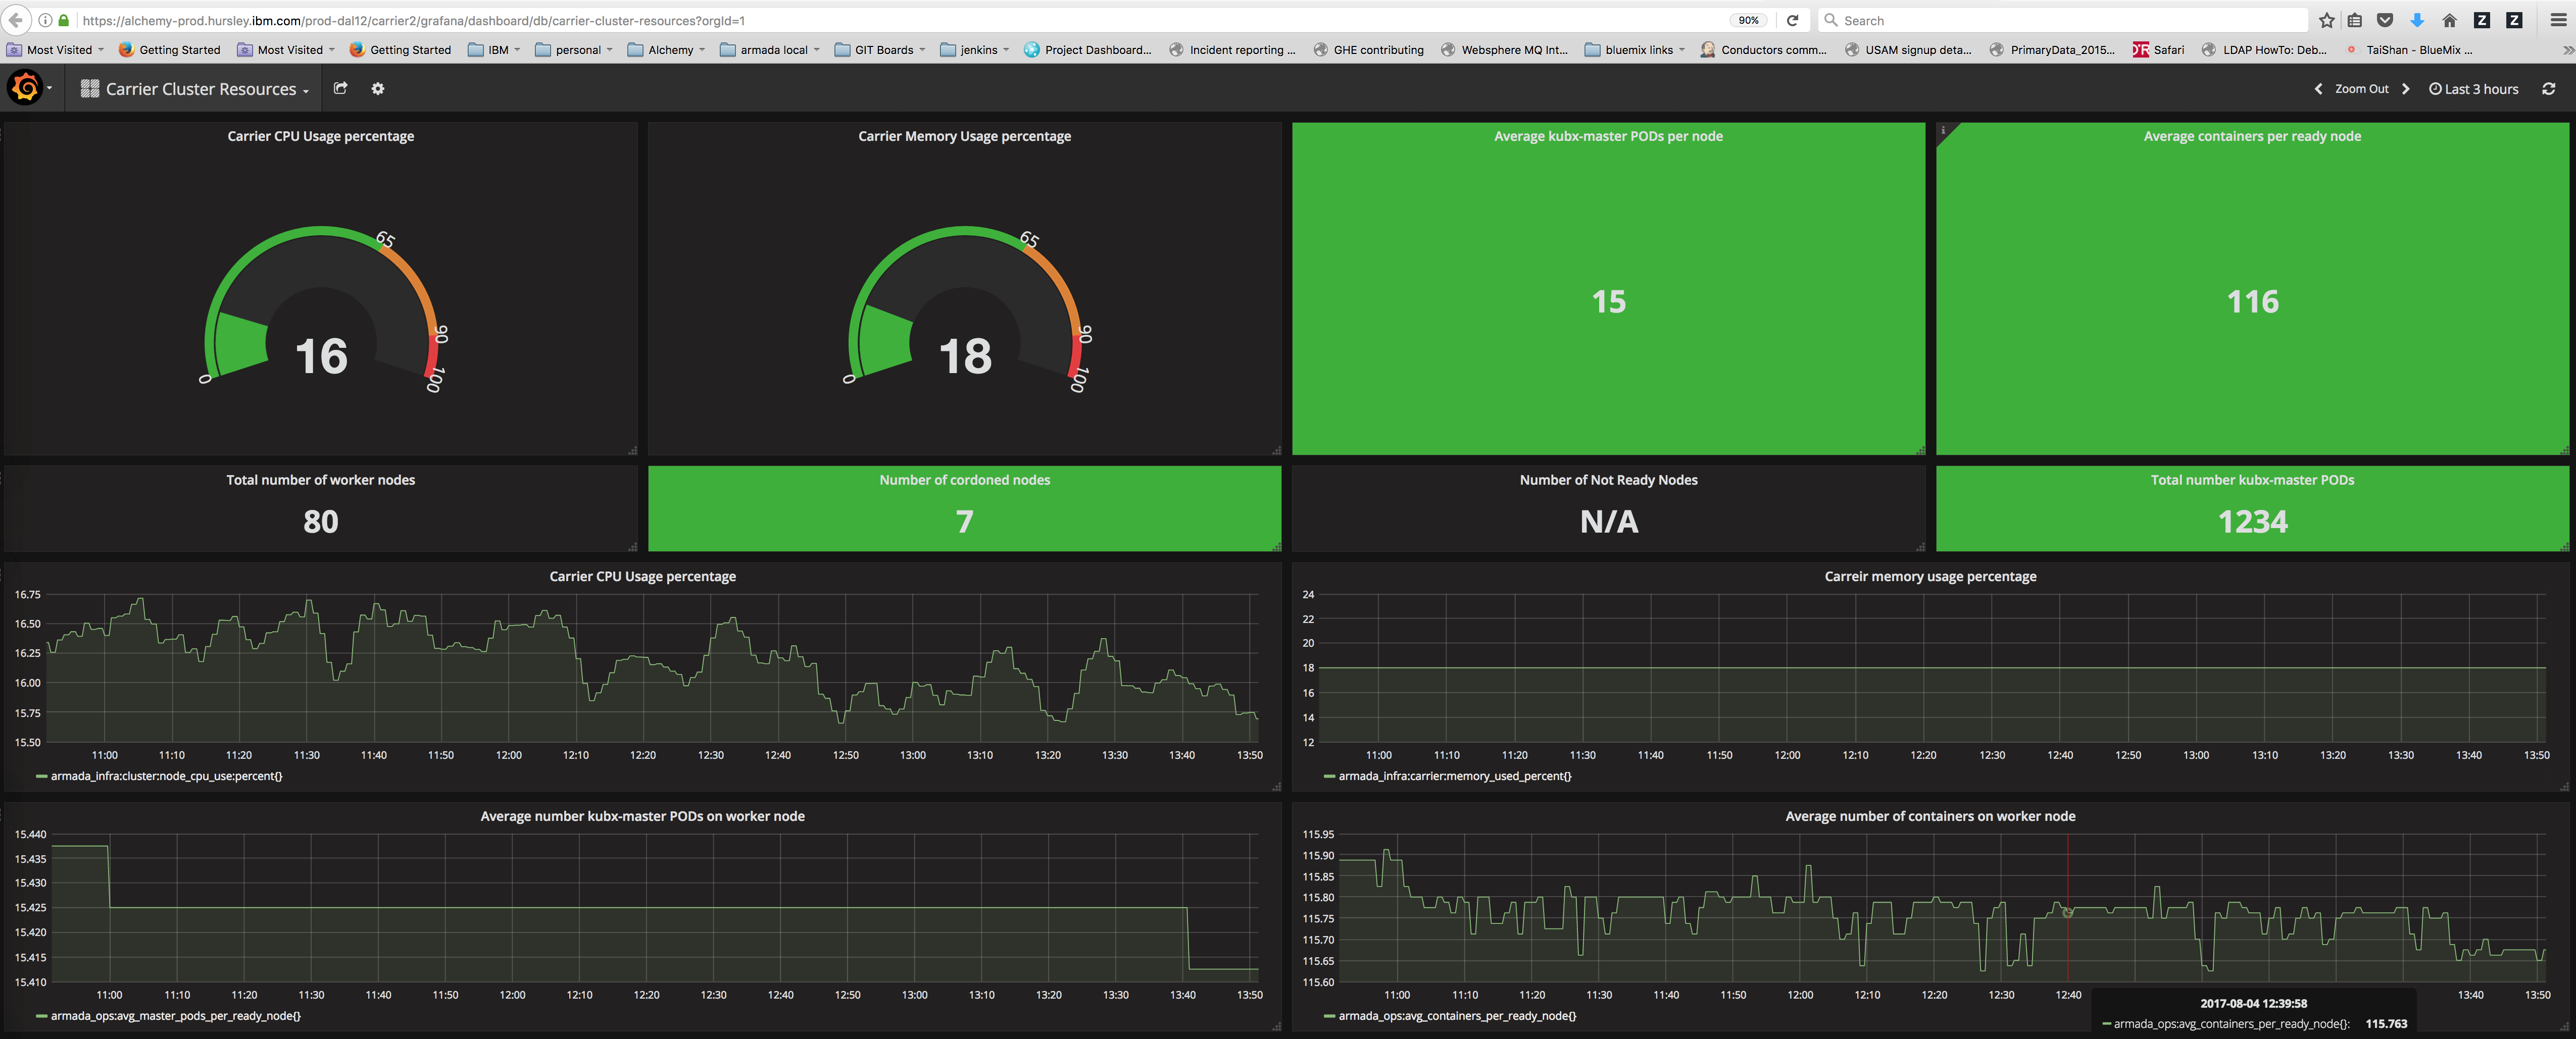 https://alchemy-prod.hursley.ibm.com/prod-dal12/carrier2/grafana/dashboard/db/carrier-cluster-resources?orgId=1 90% Search Z Z
Most Visited Getting Started Most Visited Getting Started IBM personal Alchemy armada local GIT Boards jenkins Project Dashboard... Incident reporting ... GHE contributing Websphere MQ Int... bluemix links Conductors comm... USAM signup deta... PrimaryData_2015... Safari LDAP HowTo: Deb... TaiShan - BlueMix ...
Carrier Cluster Resources Zoom Out Last 3 hours
Carrier CPU Usage percentage
0 65 90 100
16
Carrier Memory Usage percentage
0 65 90 100
18
Average kubx-master PODs per node
15
i
Average containers per ready node
116
Total number of worker nodes
80
Number of cordoned nodes
7
Number of Not Ready Nodes
N/A
Total number kubx-master PODs
1234
Carrier CPU Usage percentage
16.75
16.50
16.25
16.00
15.75
15.50
11:00 11:10 11:20 11:30 11:40 11:50 12:00 12:10 12:20 12:30 12:40 12:50 13:00 13:10 13:20 13:30 13:40 13:50
armada_infra:cluster:node_cpu_use:percent{}
Carreir memory usage percentage
24
22
20
18
16
14
12
11:00 11:10 11:20 11:30 11:40 11:50 12:00 12:10 12:20 12:30 12:40 12:50 13:00 13:10 13:20 13:30 13:40 13:50
armada_infra:carrier:memory_used_percent{}
Average number kubx-master PODs on worker node
15.440
15.435
15.430
15.425
15.420
15.415
15.410
11:00 11:10 11:20 11:30 11:40 11:50 12:00 12:10 12:20 12:30 12:40 12:50 13:00 13:10 13:20 13:30 13:40 13:50
armada_ops:avg_master_pods_per_ready_node{}
Average number of containers on worker node
115.95
115.90
115.85
115.80
115.75
115.70
115.65
115.60
11:00 11:10 11:20 11:30 11:40 11:50 12:00 12:10 12:20 12:30 12:40 13:40 13:50
armada_ops:avg_containers_per_ready_node{}
2017-08-04 12:39:58
armada_ops:avg_containers_per_ready_node{}: 115.763